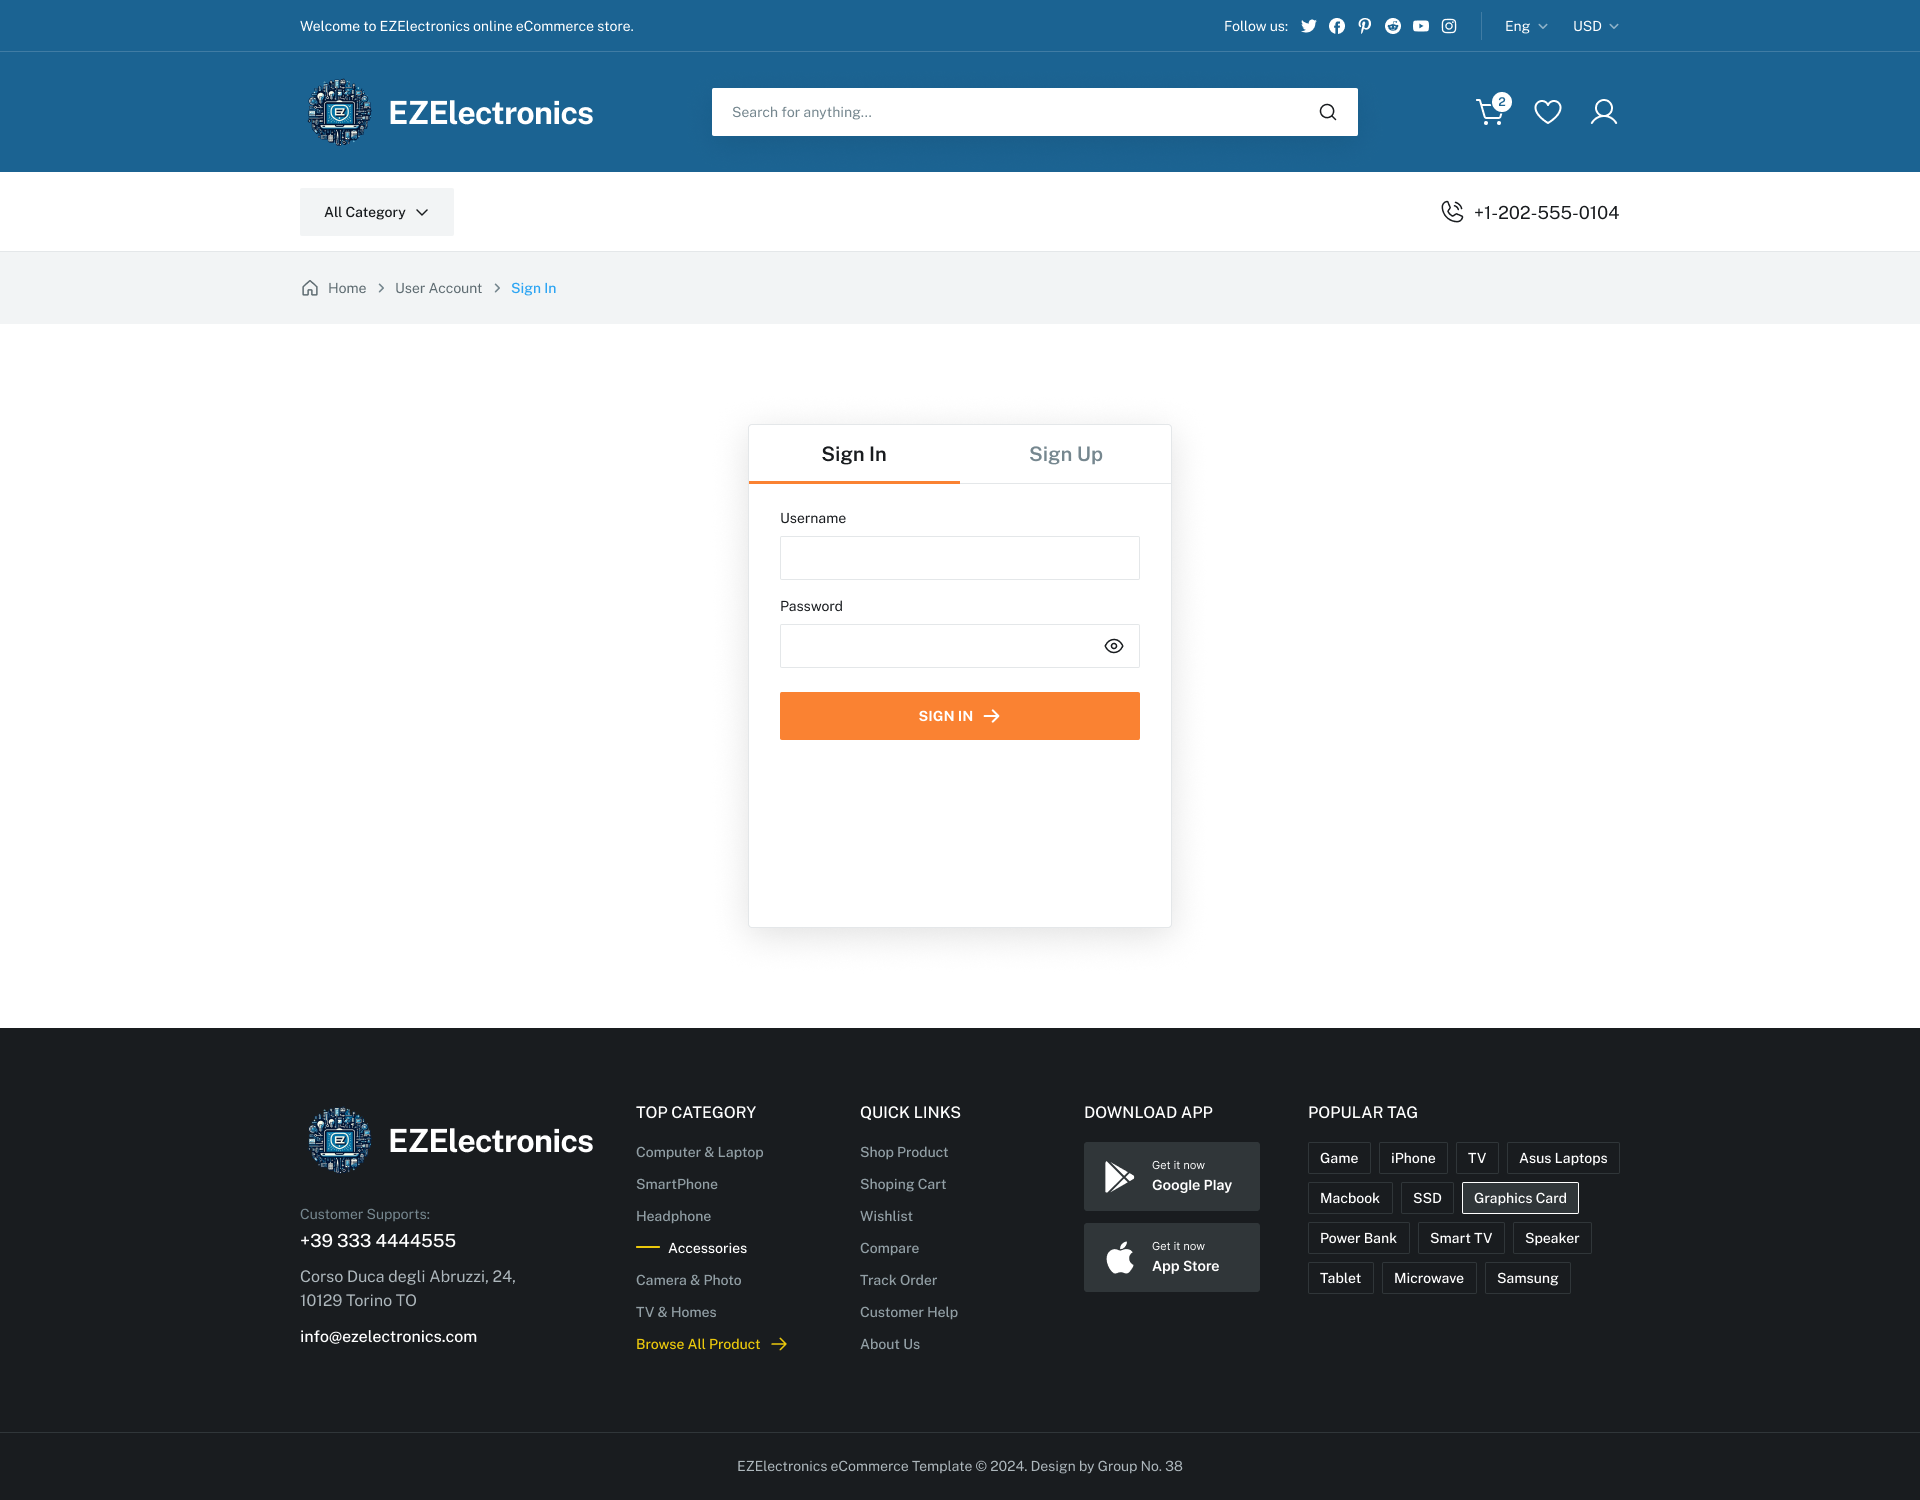 Welcome to EZElectronics online eCommerce store.
Follow us:
Eng
USD
EZ
EZElectronics
Search for anything...
2
All Category
+1-202-555-0104
Home
User Account
Sign In
Sign In
Sign Up
Username
Password
SIGN IN
EZ
EZElectronics
Customer Supports:
+39 333 4444555
Corso Duca degli Abruzzi, 24,
10129 Torino TO
info@ezelectronics.com
TOP CATEGORY
Computer & Laptop
SmartPhone
Headphone
Accessories
Camera & Photo
TV & Homes
Browse All Product
QUICK LINKS
Shop Product
Shoping Cart
Wishlist
Compare
Track Order
Customer Help
About Us
DOWNLOAD APP
Get it now
Google Play
Get it now
App Store
POPULAR TAG
Game
iPhone
TV
Asus Laptops
Macbook
SSD
Graphics Card
Power Bank
Smart TV
Speaker
Tablet
Microwave
Samsung
EZElectronics eCommerce Template © 2024. Design by Group No. 38